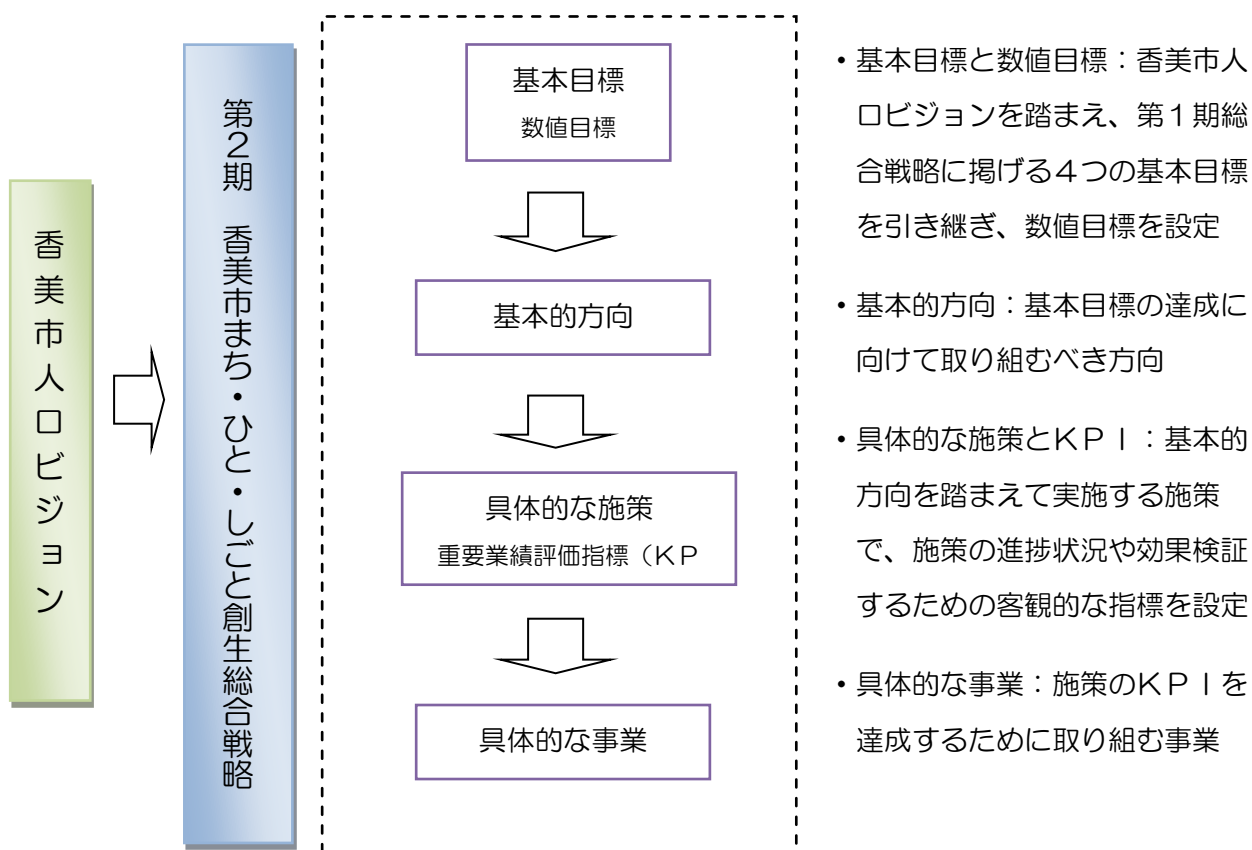 香美市人口ビジョン
第２期　香美市まち・ひと・しごと創生総合戦略
基本目標
数値目標
基本的方向
具体的な施策
重要業績評価指標（ＫＰ
具体的な事業
・基本目標と数値目標：香美市人
口ビジョンを踏まえ、第１期総
合戦略に掲げる４つの基本目標
を引き継ぎ、数値目標を設定
・基本的方向：基本目標の達成に
向けて取り組むべき方向
・具体的な施策とＫＰＩ：基本的
方向を踏まえて実施する施策
で、施策の進捗状況や効果検証
するための客観的な指標を設定
・具体的な事業：施策のＫＰＩを
達成するために取り組む事業